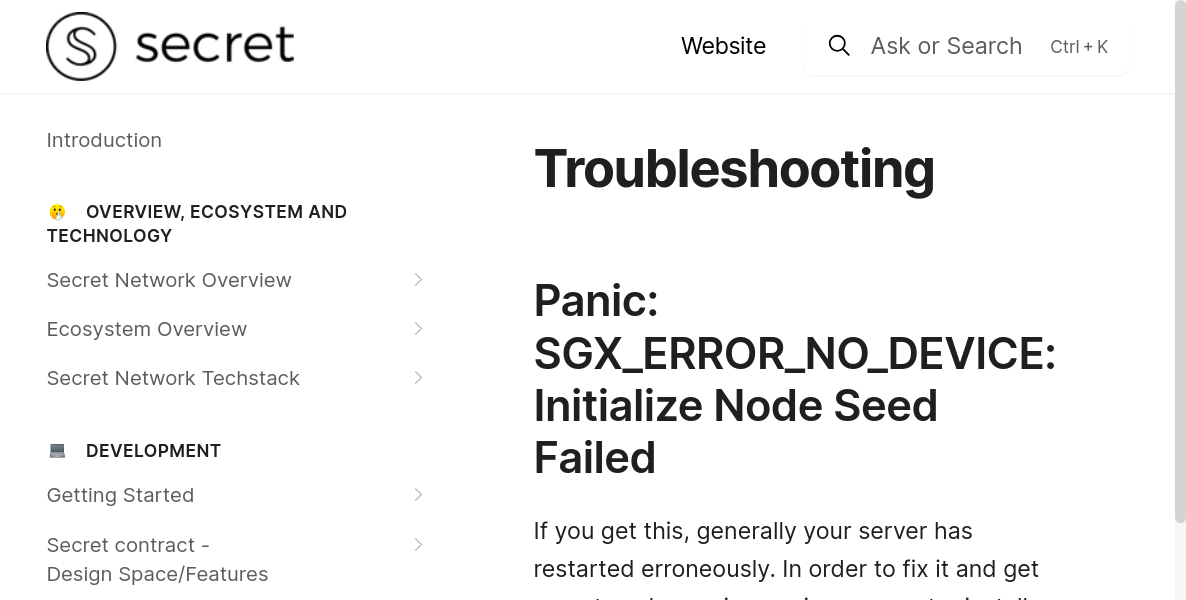 secret
Website
Ask or Search
Ctrl + K
Introduction
OVERVIEW, ECOSYSTEM AND
TECHNOLOGY
Secret Network Overview
Ecosystem Overview
Secret Network Techstack
DEVELOPMENT
Getting Started
Secret contract -
Design Space/Features
Troubleshooting
Panic:
SGX_ERROR_NO_DEVICE:
Initialize Node Seed
Failed
If you get this, generally your server has
restarted erroneously. In order to fix it and get